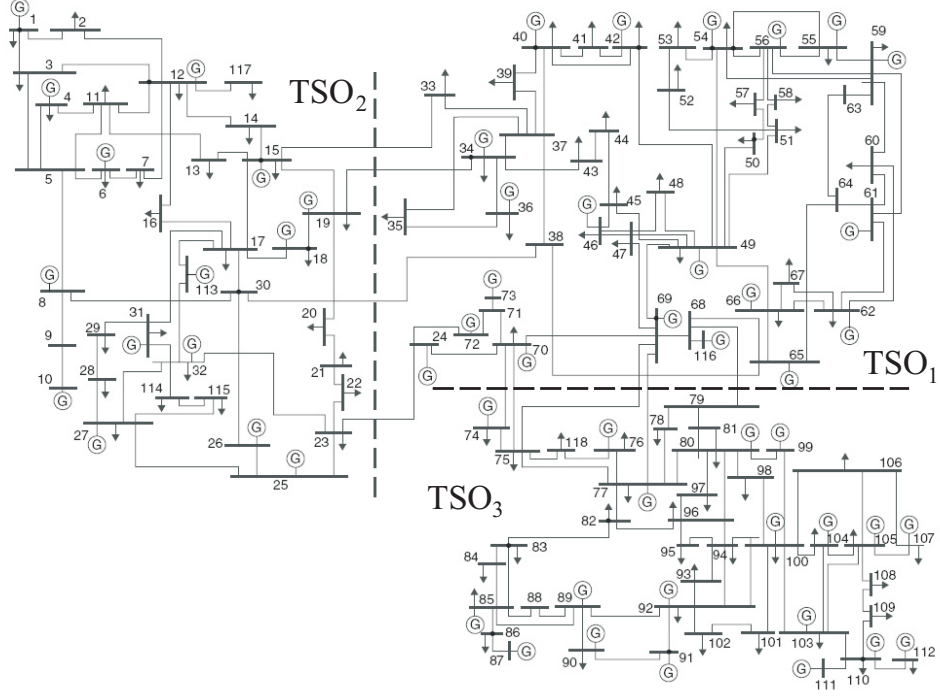 G
1
2
G
40
41
G
42
53
G
54
G
56
G
55
59
G
3
12
G
117
TSO₂
33
39
G
4
11
52
57
58
63
14
44
51
G
34
37
50
60
5
G
6
7
13
15
G
43
64
61
G
16
G
19
G
36
35
G
45
48
46
47
17
G
18
38
49
G
G
113
30
67
G
8
G
73
69
G
68
66
G
62
G
31
20
71
9
29
G
G
32
24
G
72
70
116
G
65
G
TSO₁
10
G
28
114
115
21
22
79
G
74
78
81
27
G
26
G
23
75
118
G
76
80
G
G
99
G
25
77
G
98
106
TSO₃
97
82
96
G
G
104
G
105
G
107
84
83
95
94
100
93
108
85
G
88
89
G
92
G
109
86
G
103
87
G
G
90
91
G
102
101
G
111
110
G
112
G